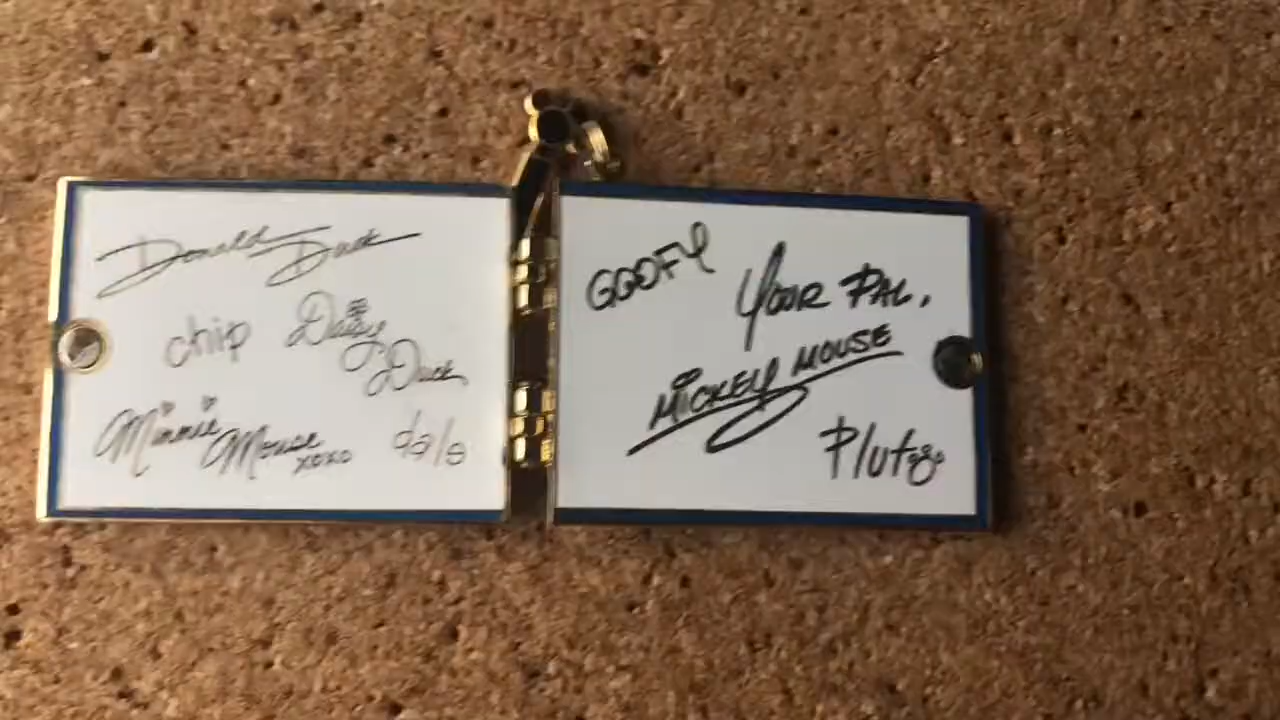 Donald Duck
chip
Daisy
Duck
Minnie
Mouse
xoxo
dale
GOOFY
Your PAL,
MICKEY MOUSE
Pluto